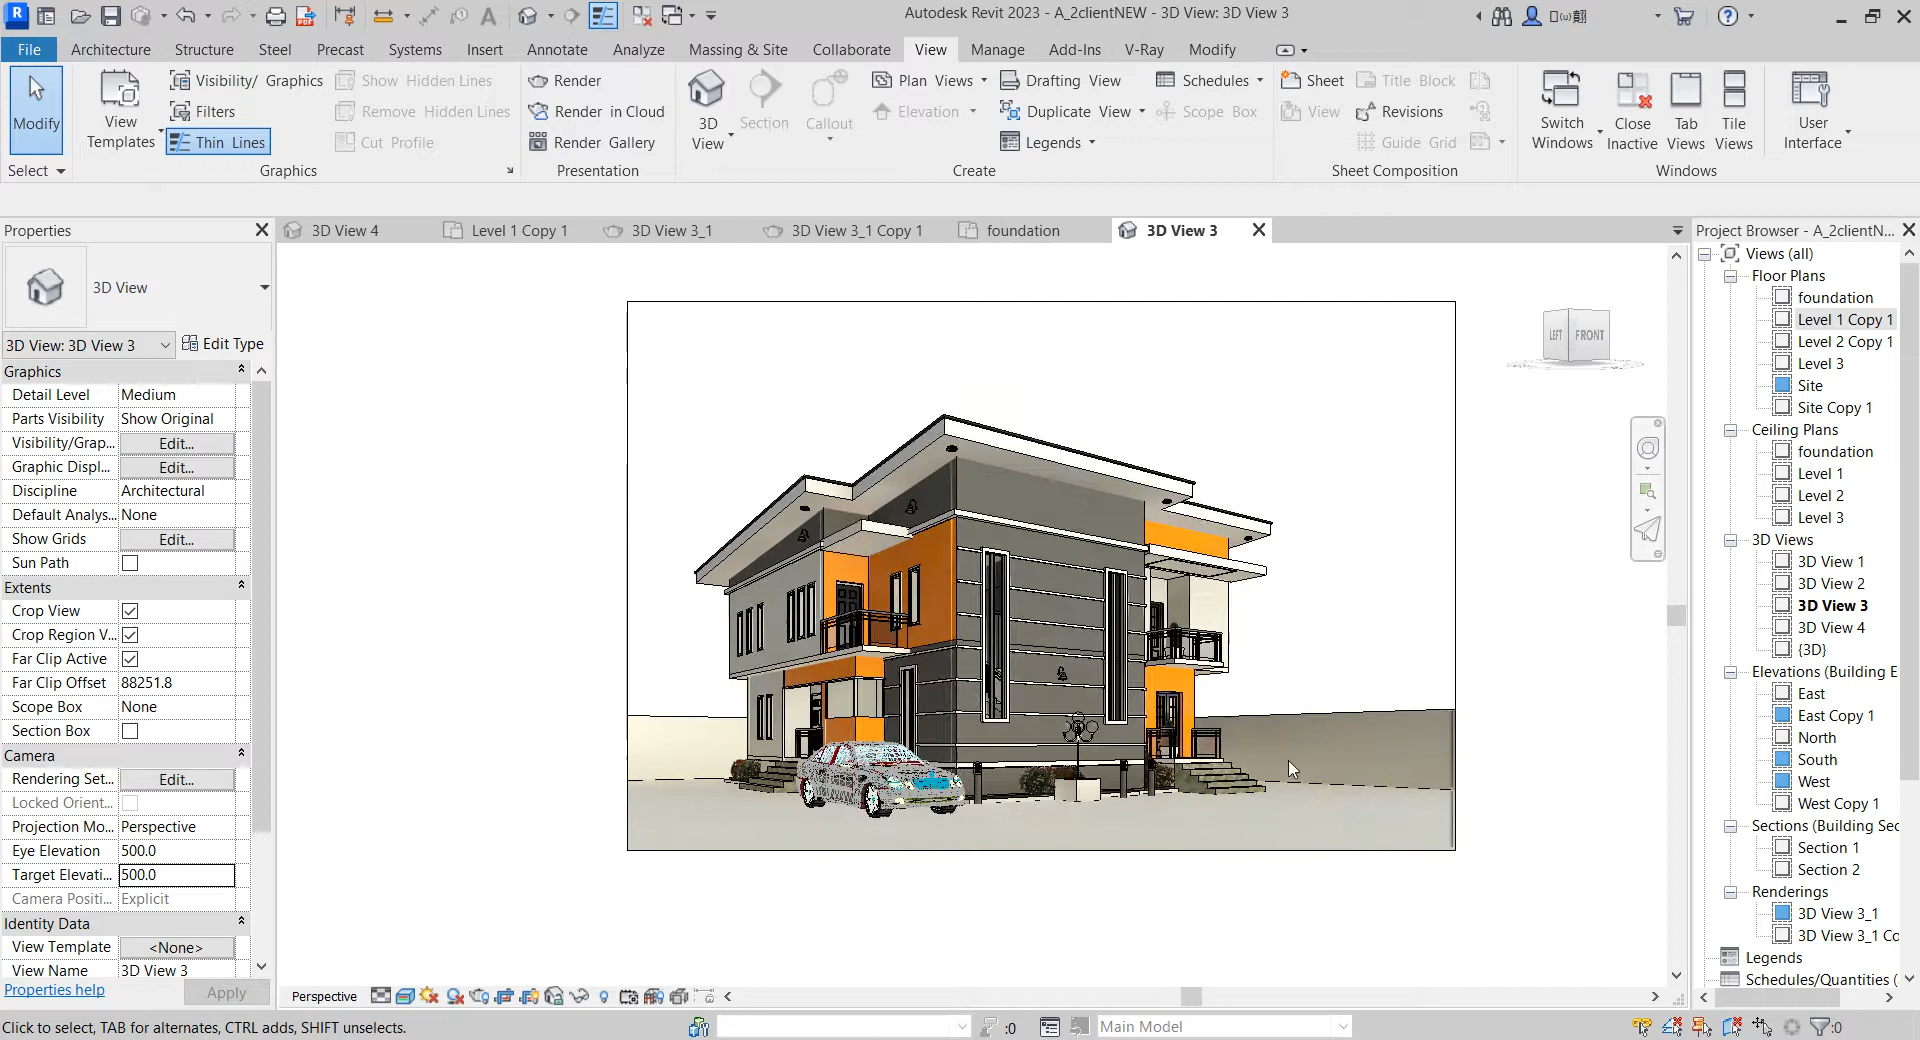 Autodesk Revit 2023 - A_2clientNEW - 3D View: 3D View 3
File Architecture Structure Steel Precast Systems Insert Annotate Analyze Massing & Site Collaborate View Manage Add-Ins V-Ray Modify
Modify
View Templates
Visibility/ Graphics
Filters
Thin Lines
Show Hidden Lines
Remove Hidden Lines
Cut Profile
Render
Render in Cloud
Render Gallery
3D View
Section
Callout
Plan Views
Elevation
Drafting View
Duplicate View
Legends
Schedules
Scope Box
Sheet
View
Title Block
Revisions
Guide Grid
Switch Windows
Close Inactive
Tab Views
Tile Views
User Interface
Select Graphics Presentation Create Sheet Composition Windows
Properties
3D View 4 Level 1 Copy 1 3D View 3_1 3D View 3_1 Copy 1 foundation 3D View 3
3D View
3D View: 3D View 3 Edit Type
Graphics
Detail Level Medium
Parts Visibility Show Original
Visibility/Grap... Edit...
Graphic Displ... Edit...
Discipline Architectural
Default Analys... None
Show Grids Edit...
Sun Path
Extents
Crop View
Crop Region V...
Far Clip Active
Far Clip Offset 88251.8
Scope Box None
Section Box
Camera
Rendering Set... Edit...
Locked Orient...
Projection Mo... Perspective
Eye Elevation 500.0
Target Elevati... 500.0
Camera Positi... Explicit
Identity Data
View Template <None>
View Name 3D View 3
Properties help Apply
LEFT FRONT
Project Browser - A_2clientN...
Views (all)
Floor Plans
foundation
Level 1 Copy 1
Level 2 Copy 1
Level 3
Site
Site Copy 1
Ceiling Plans
foundation
Level 1
Level 2
Level 3
3D Views
3D View 1
3D View 2
3D View 3
3D View 4
{3D}
Elevations (Building E
East
East Copy 1
North
South
West
West Copy 1
Sections (Building Sec
Section 1
Section 2
Renderings
3D View 3_1
3D View 3_1 Co
Legends
Schedules/Quantities (
Perspective
Click to select, TAB for alternates, CTRL adds, SHIFT unselects.
:0
Main Model
:0